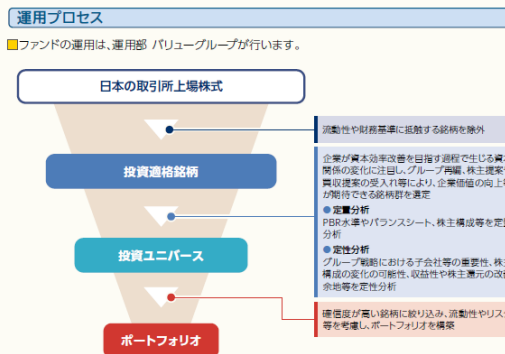 運用プロセス
ファンドの運用は、運用部 バリューグループが行います。
日本の取引所上場株式
流動性や財務基準に抵触する銘柄を除外
投資適格銘柄
企業が資本効率改善を目指す過程で生じる資本
関係の変化に注目し、グループ再編、株主提案や
買収提案の受入れ等により、企業価値の向上等
が期待できる銘柄群を選定
●定量分析
PBR水準やバランスシート、株主構成等を定量
分析
●定性分析
グループ戦略における子会社等の重要性、株主
構成の変化の可能性、収益性や株主還元の改善
余地等を定性分析
投資ユニバース
確信度が高い銘柄に絞り込み、流動性やリスク
等を考慮し、ポートフォリオを構築
ポートフォリオ